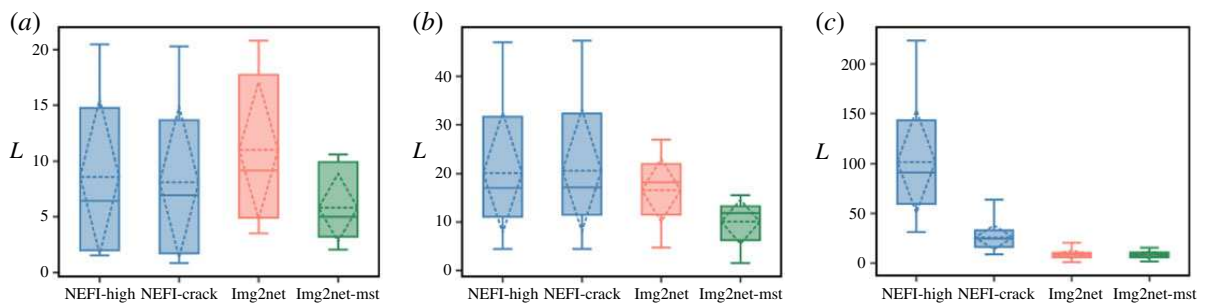 (a)
L
20
15
10
5
0
NEFI-high NEFI-crack Img2net Img2net-mst
(b)
L
40
30
20
10
0
NEFI-high NEFI-crack Img2net Img2net-mst
(c)
L
200
150
100
50
0
NEFI-high NEFI-crack Img2net Img2net-mst